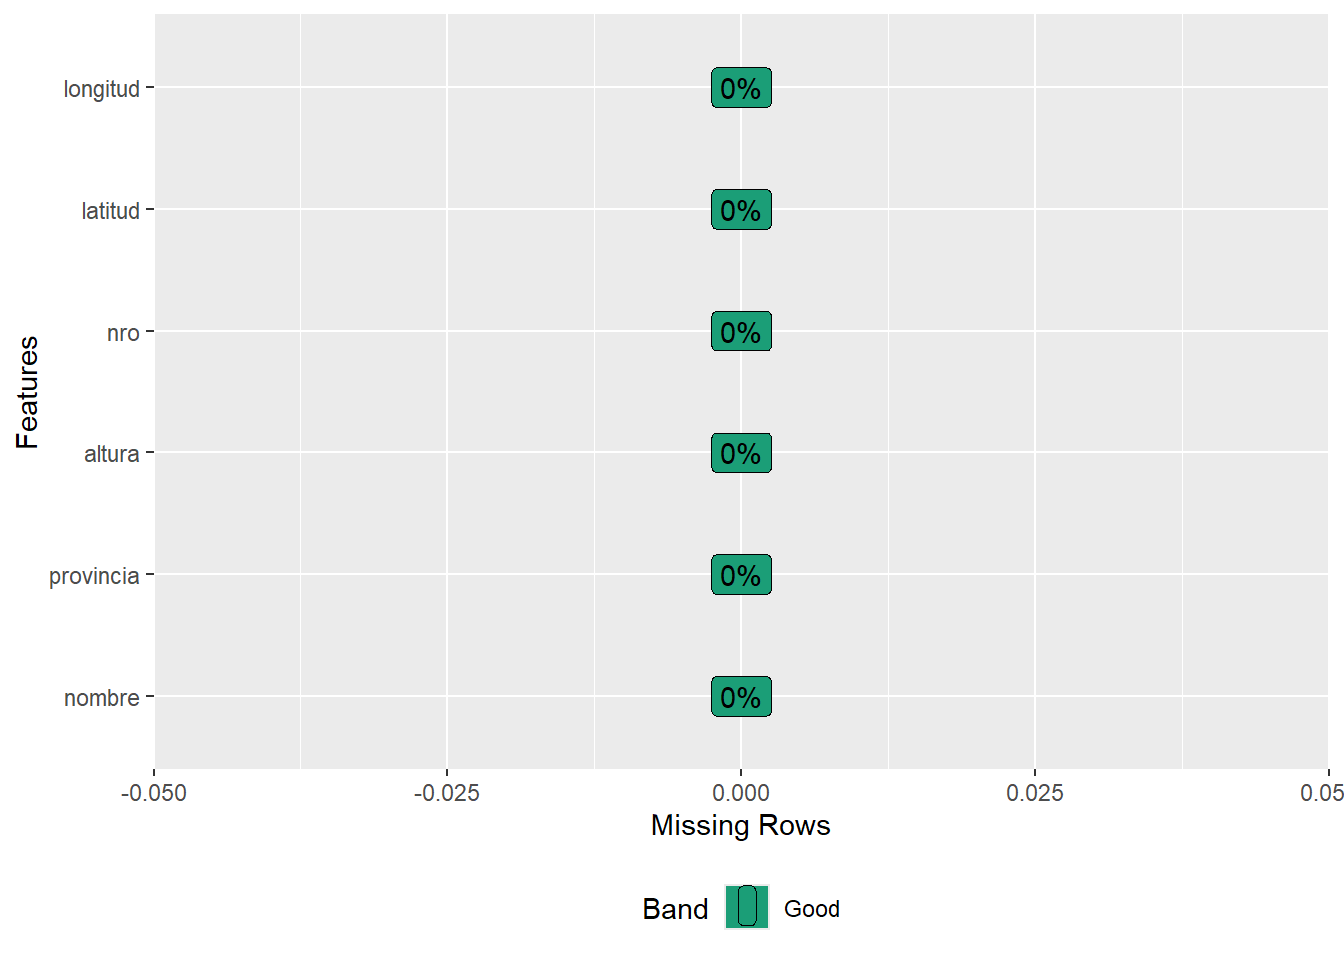 longitud
0%
latitud
0%
nro
0%
altura
0%
provincia
0%
nombre
0%
Features
-0.050
-0.025
0.000
0.025
0.05
Missing Rows
Band
Good